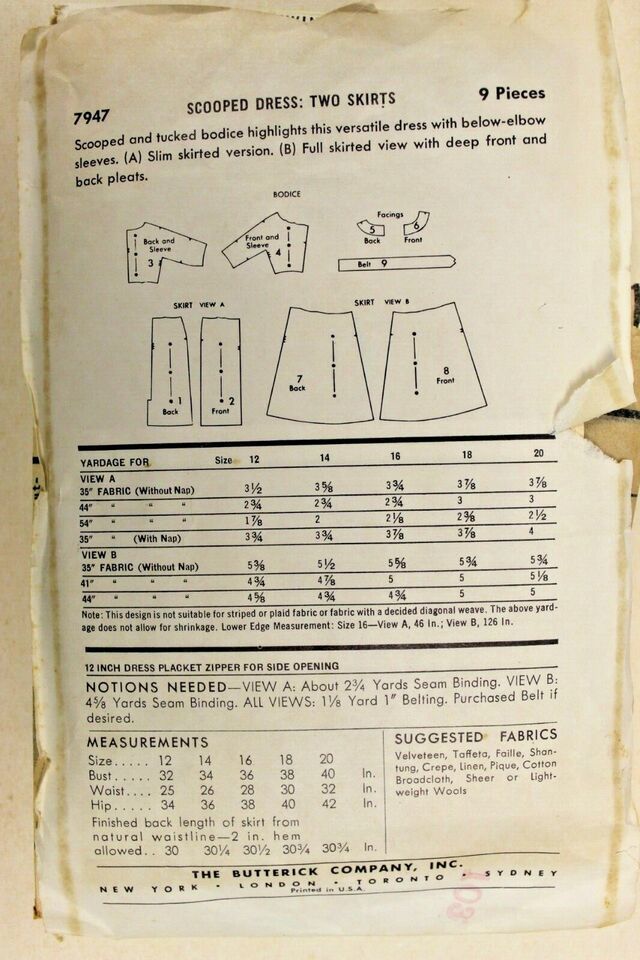 7947
SCOOPED DRESS: TWO SKIRTS
9 Pieces
Scooped and tucked bodice highlights this versatile dress with below-elbow
sleeves. (A) Slim skirted version. (B) Full skirted view with deep front and
back pleats.
BODICE
Back and
Sleeve
3
Front and
Sleeve
4
Facings
5
6
Back
Front
Belt 9
SKIRT VIEW A
SKIRT VIEW B
1
Back
2
Front
7
Back
8
Front
YARDAGE FOR Size 12 14 16 18 20
VIEW A
35" FABRIC (Without Nap) 3½ 3⅝ 3¾ 3⅞ 3⅞
44" " " " 2¾ 2¾ 2¾ 3 3
54" " " " 1⅞ 2 2⅛ 2⅜ 2½
35" " (With Nap) 3¾ 3¾ 3⅞ 3⅞ 4
VIEW B
35" FABRIC (Without Nap) 5⅜ 5½ 5⅝ 5¾ 5¾
41" " " " 4¾ 4⅞ 5 5 5⅛
44" " " " 4⅝ 4¾ 4¾ 5 5
Note: This design is not suitable for striped or plaid fabric or fabric with a decided diagonal weave. The above yard-
age does not allow for shrinkage. Lower Edge Measurement: Size 16—View A, 46 In.; View B, 126 In.
12 INCH DRESS PLACKET ZIPPER FOR SIDE OPENING
NOTIONS NEEDED—VIEW A: About 2¾ Yards Seam Binding. VIEW B:
4⅝ Yards Seam Binding. ALL VIEWS: 1⅛ Yard 1" Belting. Purchased Belt if
desired.
MEASUREMENTS
Size..... 12 14 16 18 20
Bust..... 32 34 36 38 40 In.
Waist.... 25 26 28 30 32 In.
Hip..... 34 36 38 40 42 In.
Finished back length of skirt from
natural waistline—2 in. hem
allowed.. 30 30¼ 30½ 30¾ 30¾ In.
SUGGESTED FABRICS
Velveteen, Taffeta, Faille, Shan-
tung, Crepe, Linen, Pique, Cotton
Broadcloth, Sheer or Light-
weight Wools
THE BUTTERICK COMPANY, INC.
NEW YORK • LONDON • TORONTO • SYDNEY
Printed in U.S.A.